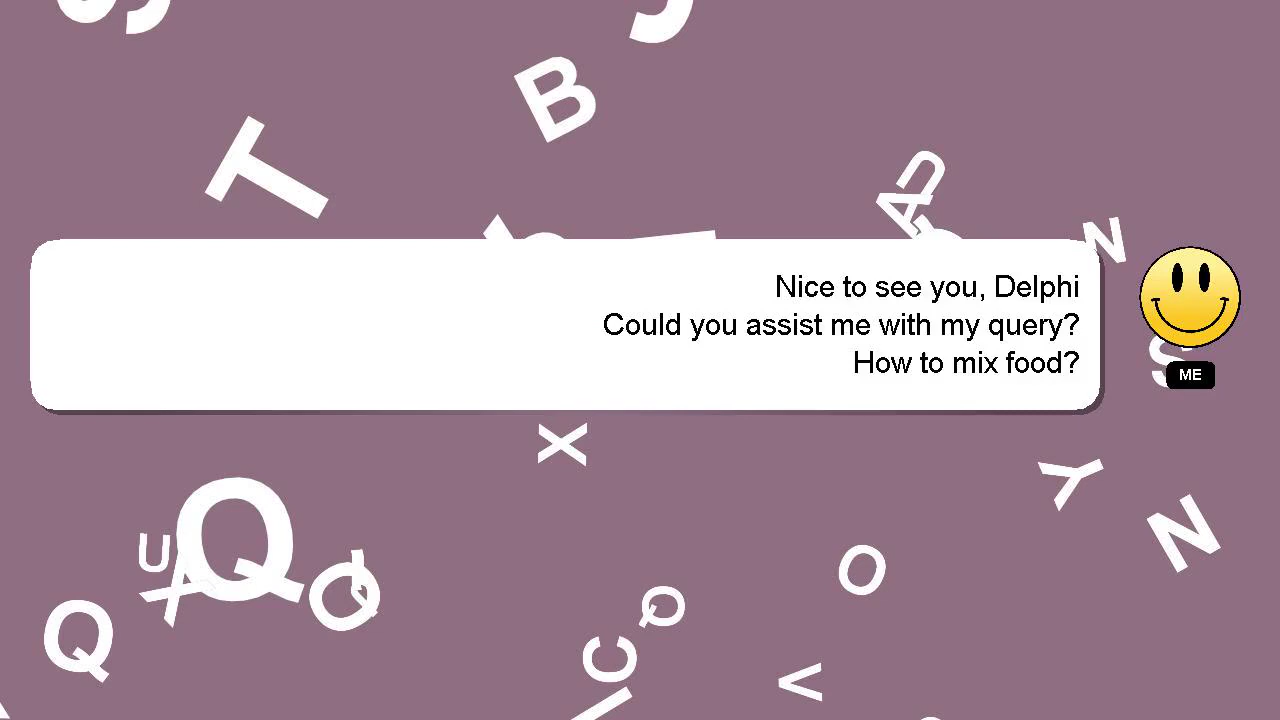 Nice to see you, Delphi
Could you assist me with my query?
How to mix food?
ME